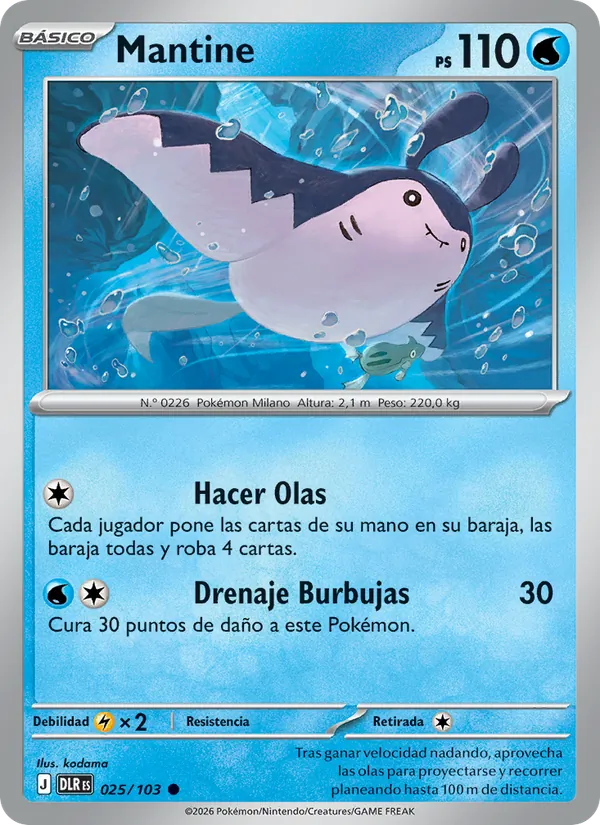 BÁSICO
Mantine
PS 110
N.º 0226 Pokémon Milano Altura: 2,1 m Peso: 220,0 kg
Hacer Olas
Cada jugador pone las cartas de su mano en su baraja, las
baraja todas y roba 4 cartas.
Drenaje Burbujas 30
Cura 30 puntos de daño a este Pokémon.
Debilidad ×2 Resistencia Retirada
Ilus. kodama
Tras ganar velocidad nadando, aprovecha
las olas para proyectarse y recorrer
planeando hasta 100 m de distancia.
J DLR ES 025/103
©2026 Pokémon/Nintendo/Creatures/GAME FREAK